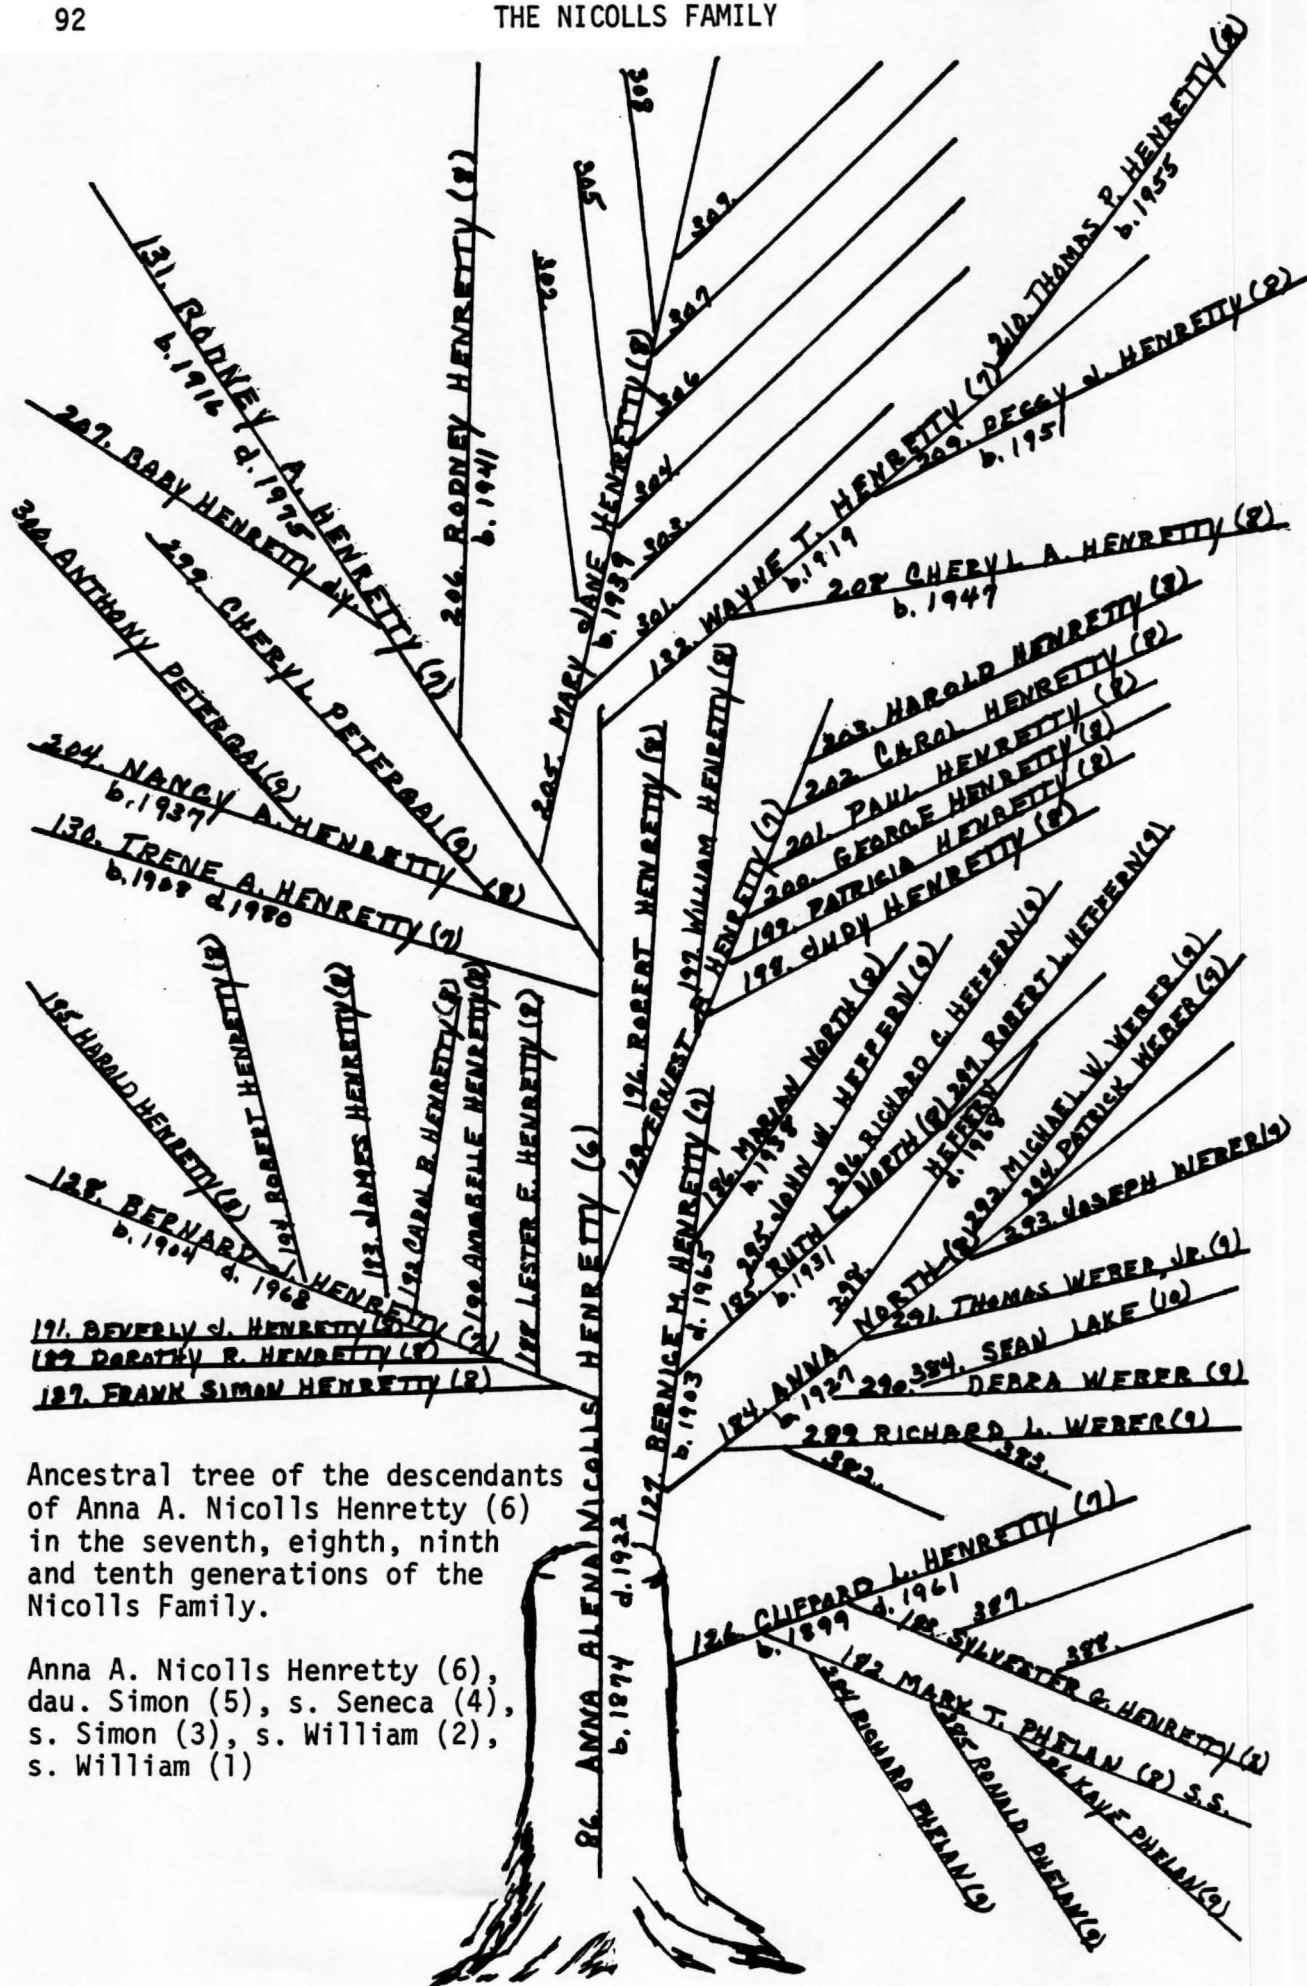 92
THE NICOLLS FAMILY
131. RODNEY A. HENRETTY (7)
b. 1916 d. 1975
207. BABY HENRETTY d.y.
300. ANTHONY PETERGAL (9)
299. CHERYL PETERGAL (9)
204. NANCY A. HENRETTY (8)
b. 1937
130. IRENE A. HENRETTY (7)
b. 1908 d. 1980
206. RODNEY HENRETTY (8)
b. 1941
205. MARY JANE HENRETTY (8)
b. 1939
302.
305
308
309.
307
306
304
303.
301.
132. WAYNE T. HENRETTY (7)
b. 1919
210. THOMAS P. HENRETTY (8)
b. 1955
209. PEGGY J. HENRETTY (8)
b. 1951
208 CHERYL A. HENRETTY (8)
b. 1947
129. ERNEST HENRETTY (7)
203. HAROLD HENRETTY (8)
202. CAROL HENRETTY (8)
201. PAUL HENRETTY (8)
200. GEORGE HENRETTY (8)
199. PATRICIA HENRETTY (8)
198. JUDY HENRETTY (8)
197. WILLIAM HENRETTY (8)
196. ROBERT HENRETTY (8)
195. HAROLD HENRETTY (8)
194. ROBERT HENRETTY (8)
193. JAMES HENRETTY (8)
192 CAROL B. HENRETTY (8)
190 ANNABELLE HENRETTY (8)
188 LESTER E. HENRETTY (8)
128. BERNARD J. HENRETTY (7)
b. 1904 d. 1968
191. BEVERLY J. HENRETTY (8)
189 DOROTHY R. HENRETTY (8)
187. FRANK SIMON HENRETTY (8)
127. BERNICE M. HENRETTY (7)
b. 1903 d. 1965
186. MARIAN NORTH (8)
b. 1938
295. JOHN W. HEFFERN (9)
296. RICHARD C. HEFFERN (9)
297. ROBERT L. HEFFERN (9)
185. RUTH L. NORTH (8)
b. 1931
298. HEFFERN
d. 1968
184. ANNA NORTH (8)
b. 1927
292. MICHAEL W. WEBER (9)
294. PATRICK WEBER (9)
293. JOSEPH WEBER (9)
291. THOMAS WEBER JR. (9)
384. SEAN LAKE (10)
290. DEBRA WEBER (9)
289 RICHARD L. WEBER (9)
382.
383.
126. CLIFFORD L. HENRETTY (7)
b. 1899 d. 1961
387.
388.
183. SYLVESTER G. HENRETTY (8)
182. MARK T. PHELAN (8) S.S.
284 RICHARD PHELAN (9)
285 RONALD PHELAN (9)
286 KAYE PHELAN (9)
86. ANNA ALENA NICOLLS HENRETTY (6)
b. 1874 d. 1922
Ancestral tree of the descendants
of Anna A. Nicolls Henretty (6)
in the seventh, eighth, ninth
and tenth generations of the
Nicolls Family.
Anna A. Nicolls Henretty (6),
dau. Simon (5), s. Seneca (4),
s. Simon (3), s. William (2),
s. William (1)